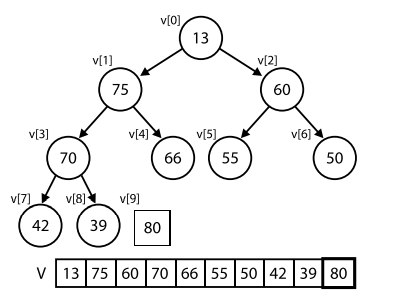 v[0]
13
v[1] v[2]
75 60
v[3] v[4] v[5] v[6]
70 66 55 50
v[7] v[8] v[9]
42 39 80
V 13 75 60 70 66 55 50 42 39 80